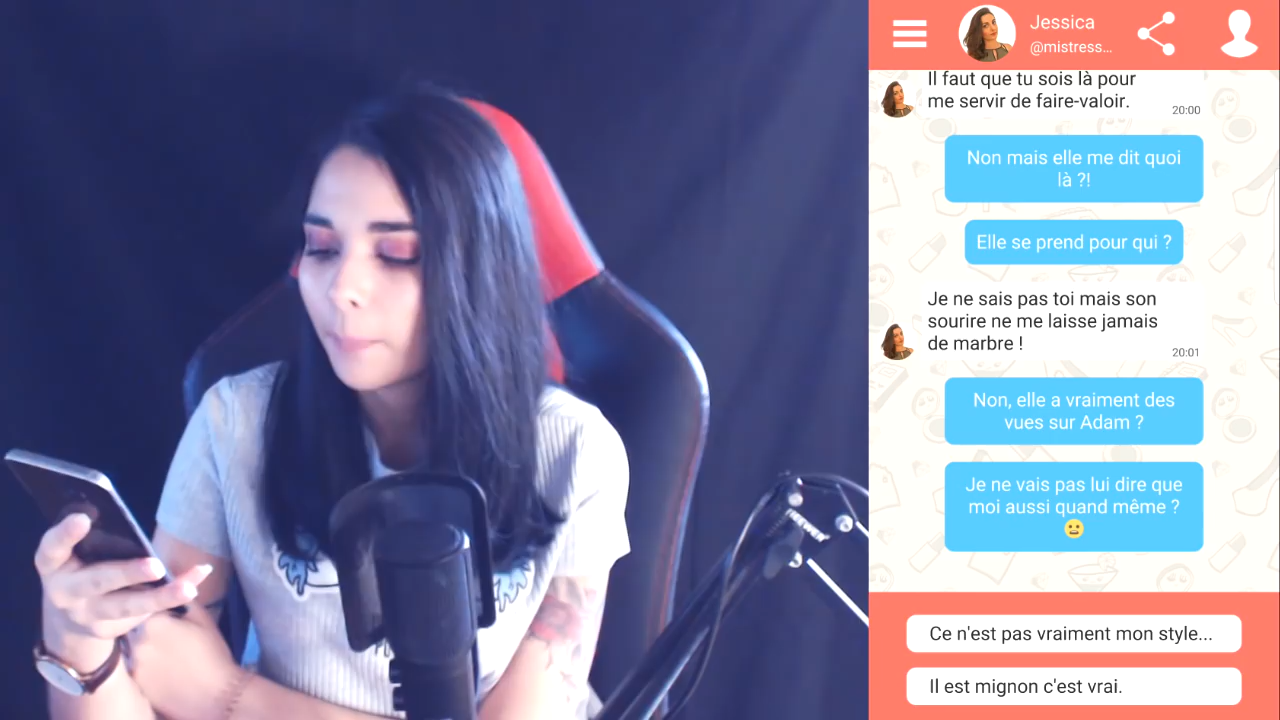 Jessica
@mistress...
Il faut que tu sois là pour
me servir de faire-valoir.
20:00
Non mais elle me dit quoi
là ?!
Elle se prend pour qui ?
Je ne sais pas toi mais son
sourire ne me laisse jamais
de marbre !
20:01
Non, elle a vraiment des
vues sur Adam ?
Je ne vais pas lui dire que
moi aussi quand même ?
😬
Ce n'est pas vraiment mon style...
Il est mignon c'est vrai.